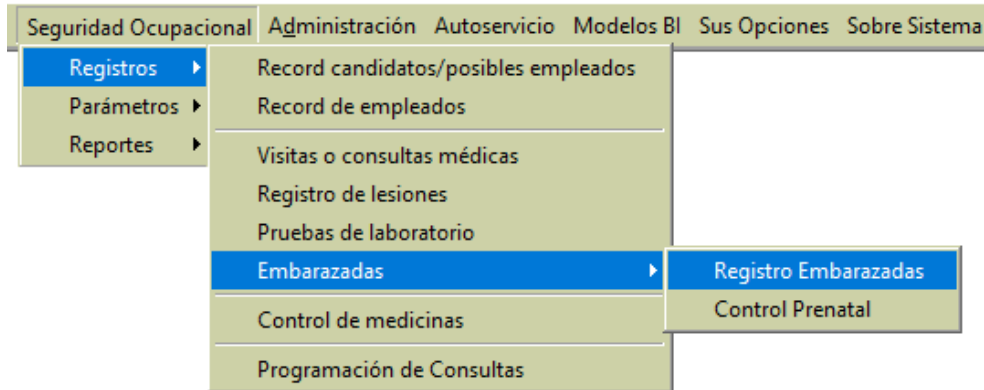 Seguridad Ocupacional Administración Autoservicio Modelos BI Sus Opciones Sobre Sistema
Registros
Parámetros
Reportes
Record candidatos/posibles empleados
Record de empleados
Visitas o consultas médicas
Registro de lesiones
Pruebas de laboratorio
Embarazadas
Control de medicinas
Programación de Consultas
Registro Embarazadas
Control Prenatal